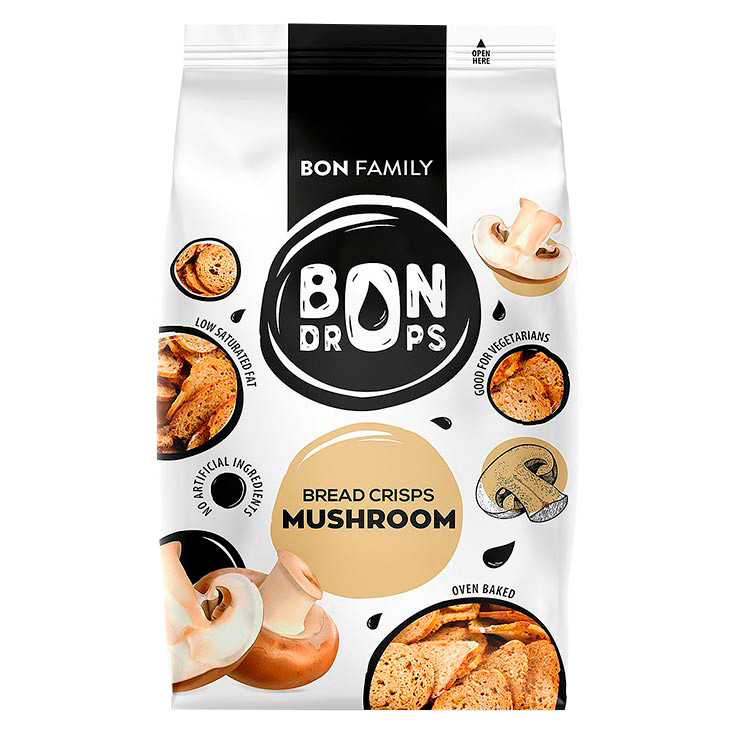 OPEN
HERE
BON FAMILY
BON
DROPS
LOW SATURATED FAT
GOOD FOR VEGETARIANS
NO ARTIFICIAL INGREDIENTS
BREAD CRISPS
MUSHROOM
OVEN BAKED